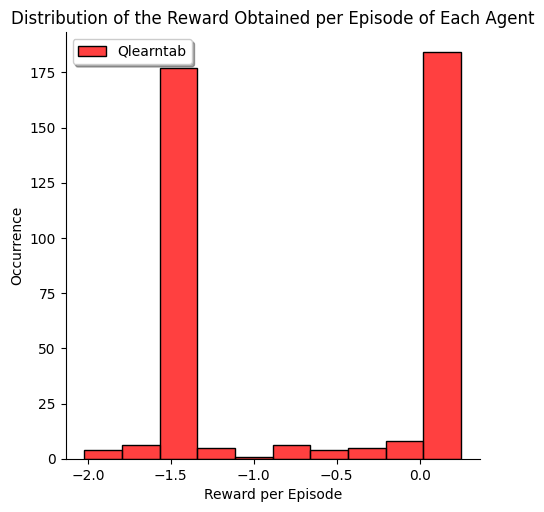 Distribution of the Reward Obtained per Episode of Each Agent
Qlearntab
175
150
125
100
75
50
25
0
Occurrence
-2.0 -1.5 -1.0 -0.5 0.0
Reward per Episode